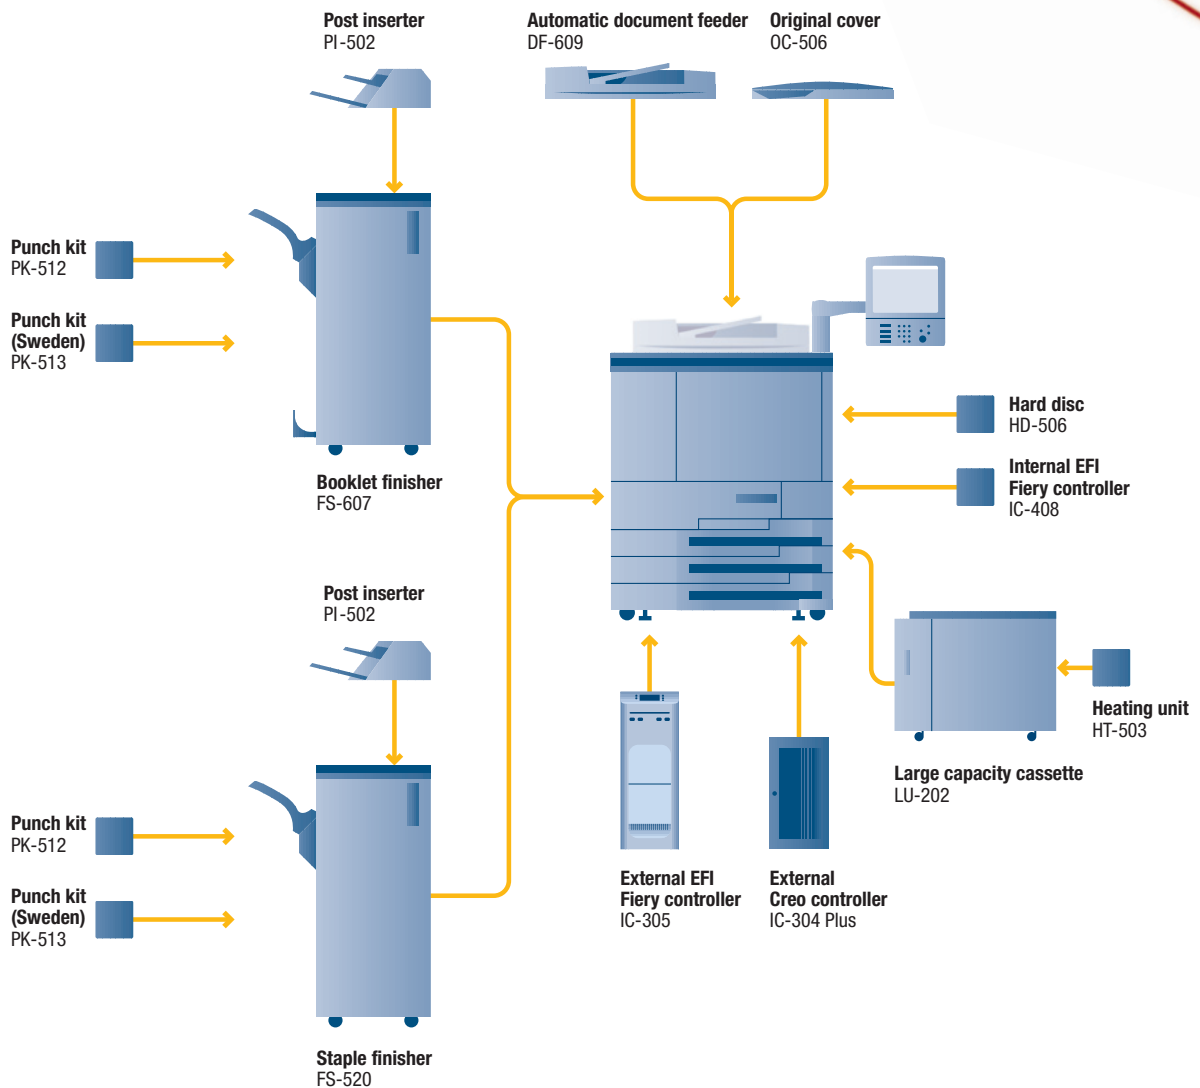 Post inserter
PI-502
Automatic document feeder
DF-609
Original cover
OC-506
Punch kit
PK-512
Punch kit
(Sweden)
PK-513
Booklet finisher
FS-607
Hard disc
HD-506
Internal EFI
Fiery controller
IC-408
Post inserter
PI-502
Heating unit
HT-503
Large capacity cassette
LU-202
Punch kit
PK-512
Punch kit
(Sweden)
PK-513
External EFI
Fiery controller
IC-305
External
Creo controller
IC-304 Plus
Staple finisher
FS-520